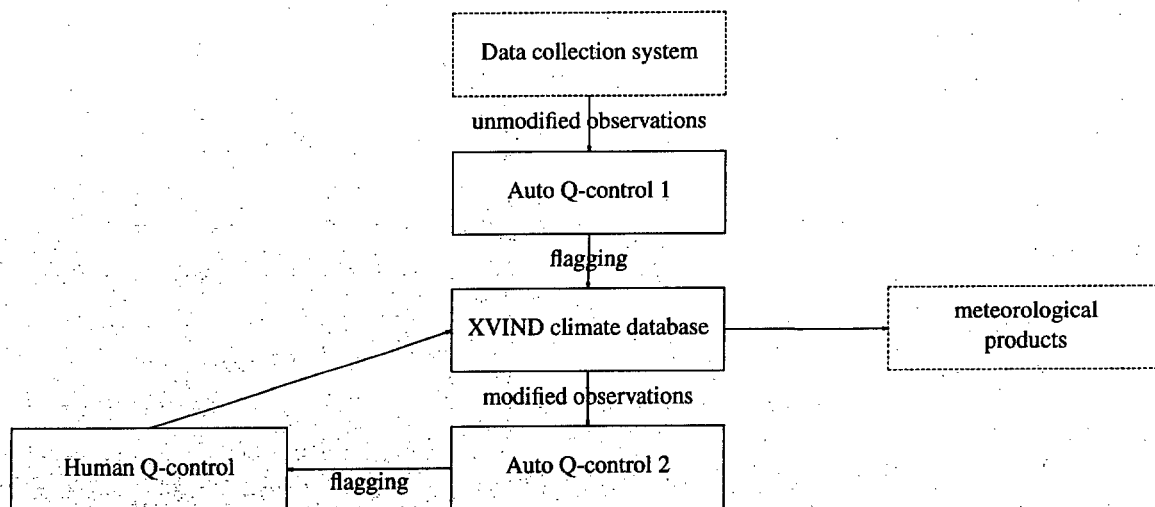 Data collection system
unmodified observations
Auto Q-control 1
flagging
XVIND climate database
meteorological
products
modified observations
Human Q-control
flagging
Auto Q-control 2